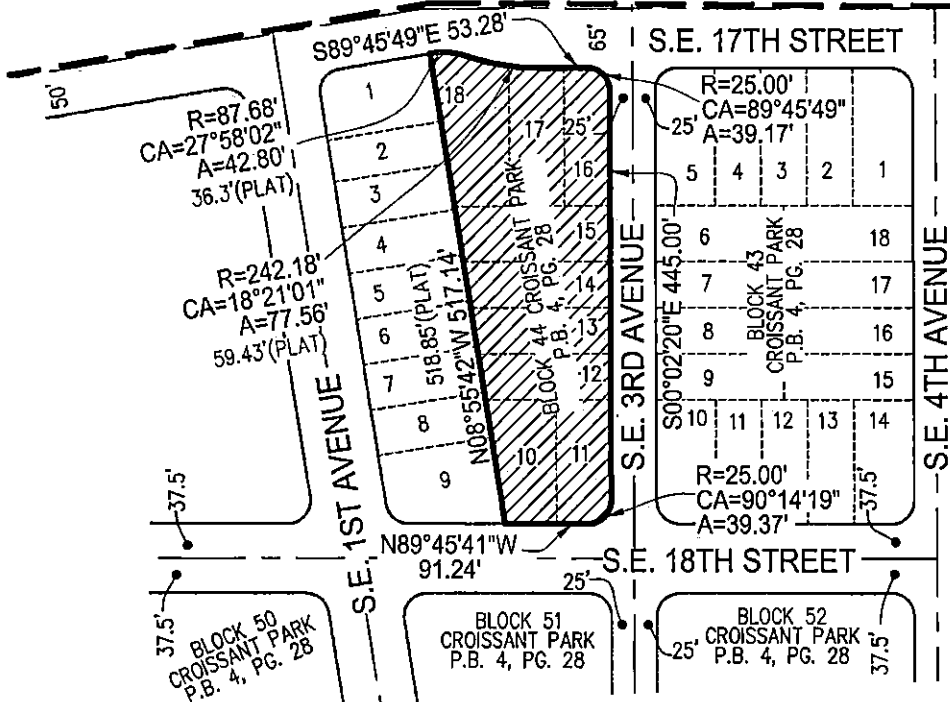 S89°45'49"E 53.28'
65'
S.E. 17TH STREET
50'
R=87.68'
CA=27°58'02"
A=42.80'
36.3'(PLAT)
R=25.00'
CA=89°45'49"
A=39.17'
25'
25'
1
2
3
4
5
6
7
8
9
18
17
16
15
14
13
12
11
10
R=242.18'
CA=18°21'01"
A=77.56'
59.43'(PLAT)
518.85'(PLAT)
N08°55'42"W 517.14'
BLOCK 44 CROISSANT PARK
P.B. 4, PG. 28
S.E. 1ST AVENUE
S.E. 3RD AVENUE
S00°02'20"E 445.00'
5
4
3
2
1
6
7
8
9
18
17
16
15
10
11
12
13
14
BLOCK 43
CROISSANT PARK
P.B. 4, PG. 28
S.E. 4TH AVENUE
R=25.00'
CA=90°14'19"
A=39.37'
37.5'
37.5'
N89°45'41"W
91.24'
S.E. 18TH STREET
37.5'
37.5'
25'
25'
BLOCK 50
CROISSANT PARK
P.B. 4, PG. 28
BLOCK 51
CROISSANT PARK
P.B. 4, PG. 28
BLOCK 52
CROISSANT PARK
P.B. 4, PG. 28